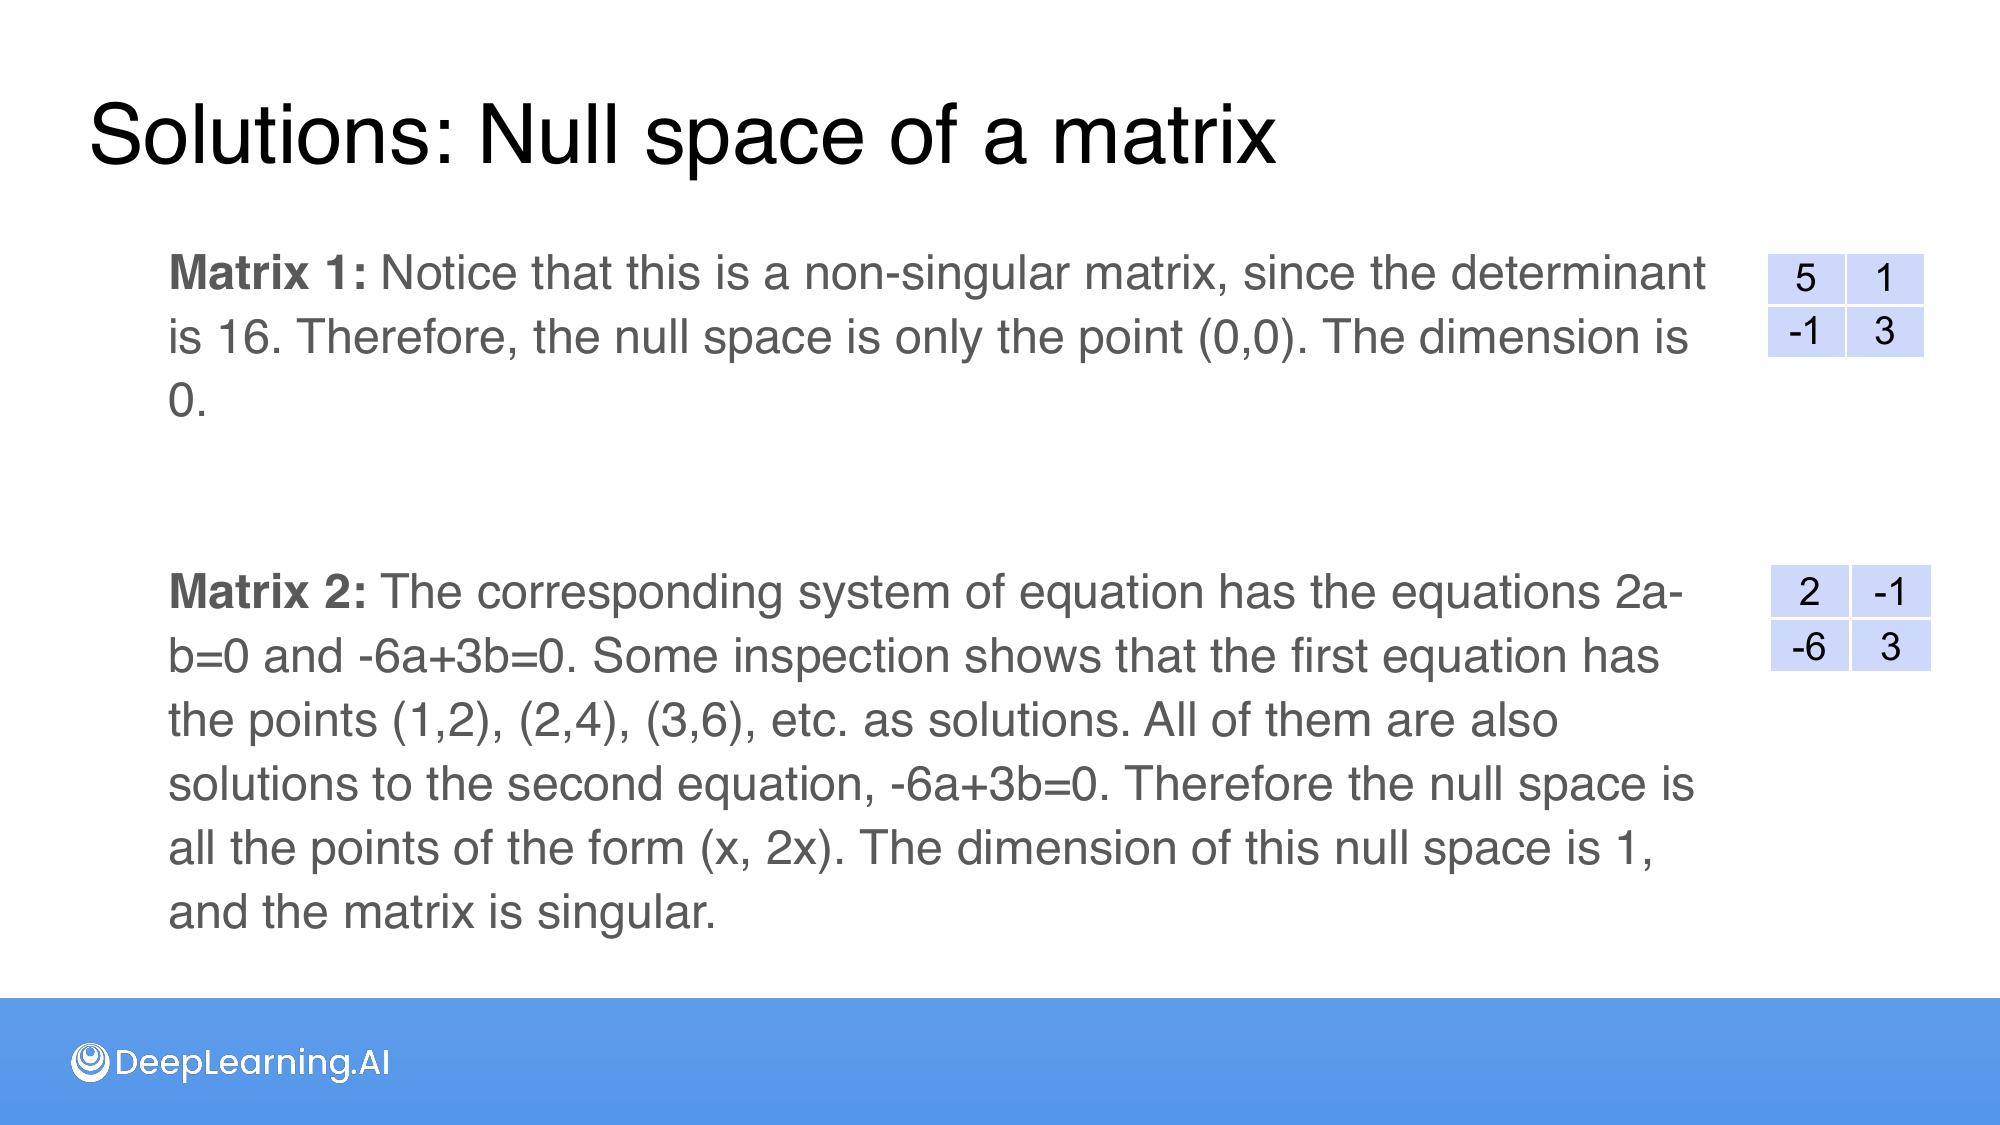 Solutions: Null space of a matrix
Matrix 1: Notice that this is a non-singular matrix, since the determinant
is 16. Therefore, the null space is only the point (0,0). The dimension is
0.
5 1
-1 3
Matrix 2: The corresponding system of equation has the equations 2a-
b=0 and -6a+3b=0. Some inspection shows that the first equation has
the points (1,2), (2,4), (3,6), etc. as solutions. All of them are also
solutions to the second equation, -6a+3b=0. Therefore the null space is
all the points of the form (x, 2x). The dimension of this null space is 1,
and the matrix is singular.
2 -1
-6 3
DeepLearning.AI